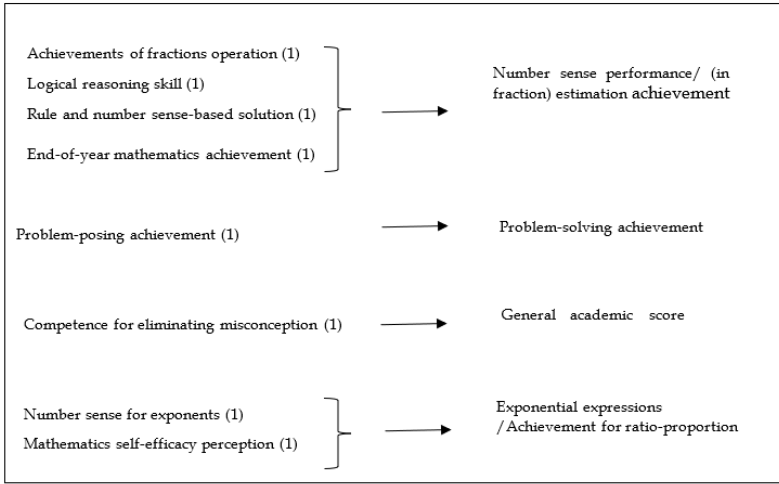 Achievements of fractions operation (1)
Logical reasoning skill (1)
Rule and number sense-based solution (1)
End-of-year mathematics achievement (1)
Number sense performance/ (in
fraction) estimation achievement
Problem-posing achievement (1)
Problem-solving achievement
Competence for eliminating misconception (1)
General academic score
Number sense for exponents (1)
Mathematics self-efficacy perception (1)
Exponential expressions
/Achievement for ratio-proportion